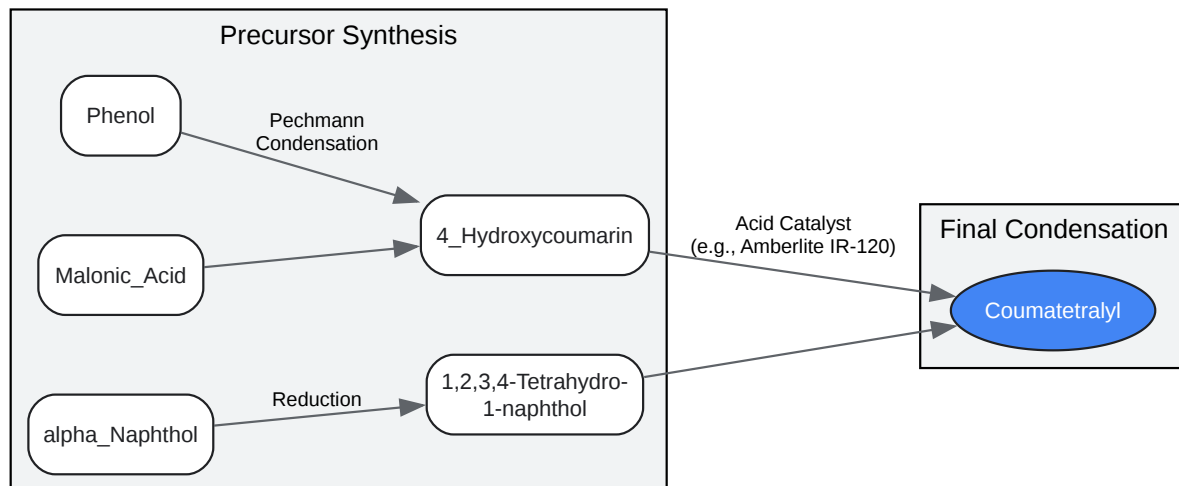 Precursor Synthesis
Phenol
Pechmann
Condensation
Malonic_Acid
4_Hydroxycoumarin
alpha_Naphthol
Reduction
1,2,3,4-Tetrahydro-
1-naphthol
Acid Catalyst
(e.g., Amberlite IR-120)
Final Condensation
Coumatetralyl